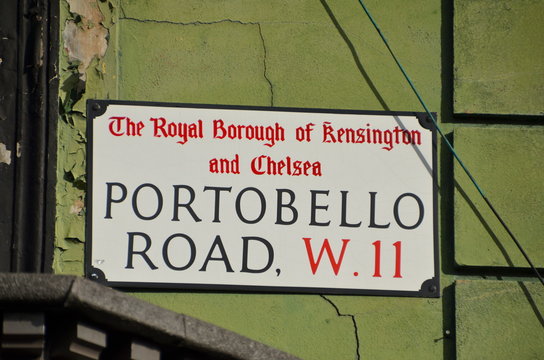 The Royal Borough of Kensington
and Chelsea
PORTOBELLO
ROAD, W.11